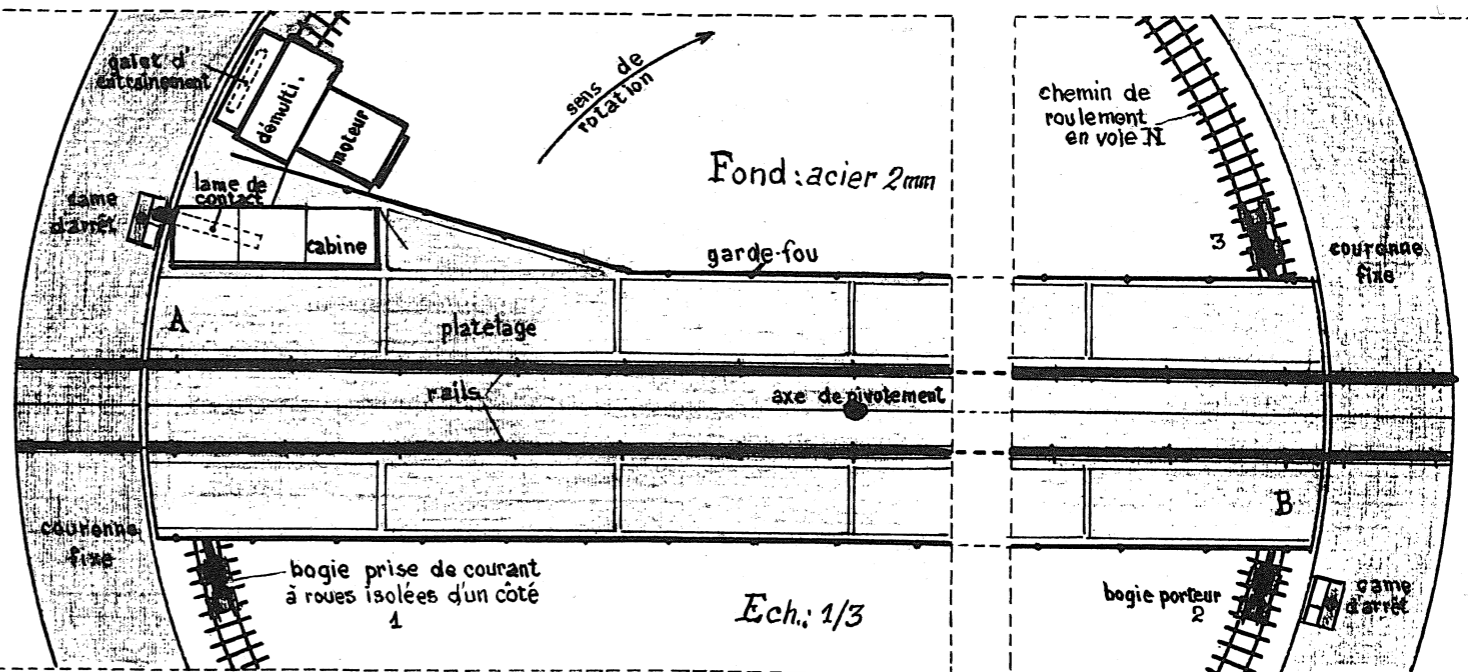 galet d'
entraînement
démulti.
moteur
sens de
rotation
Fond: acier 2mm
chemin de
roulement
en voie N
came
d'arrêt
lame de
contact
cabine
garde-fou
3
couronne
fixe
A
platelage
rails
axe de pivotement
B
couronne
fixe
bogie prise de courant
à roues isolées d'un côté
1
Ech.: 1/3
bogie porteur
2
came
d'arrêt